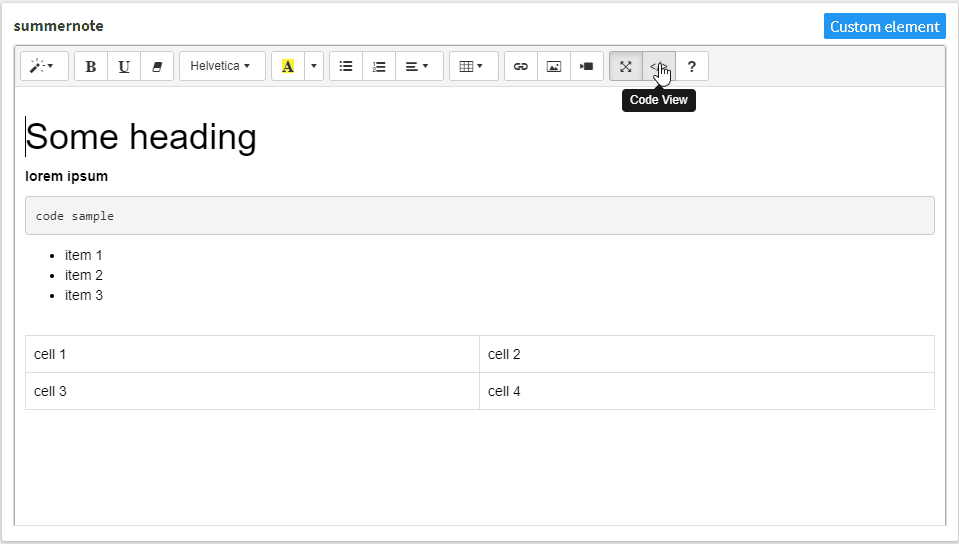 summernote
Custom element
B U Helvetica A </> ?
Code View
Some heading
lorem ipsum
code sample
item 1
item 2
item 3
cell 1 cell 2
cell 3 cell 4